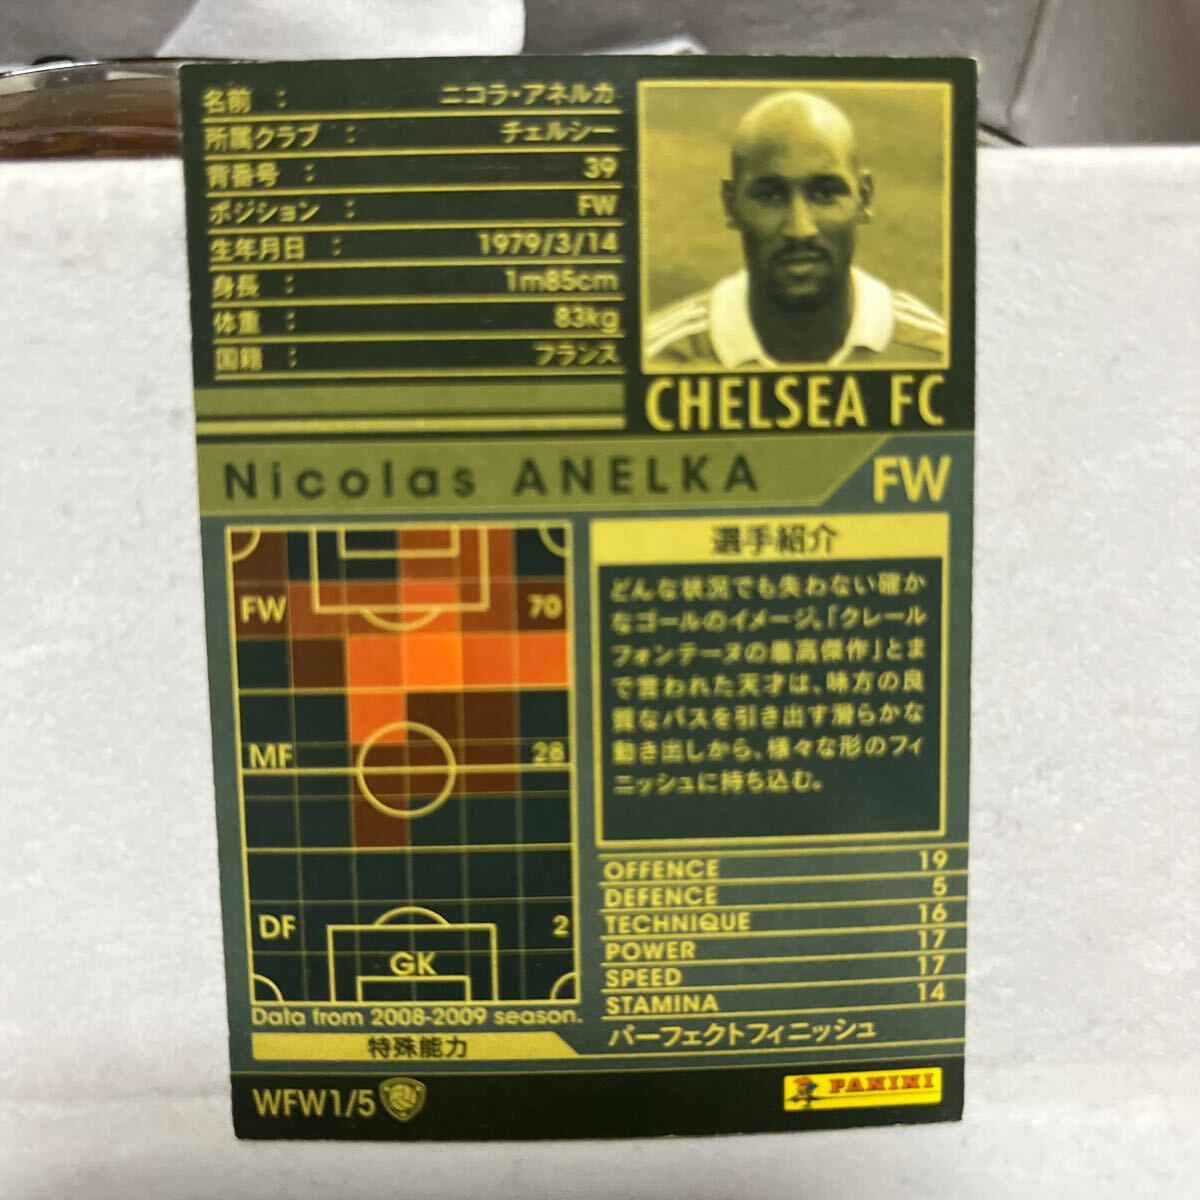 名前 : ニコラ・アネルカ
所属クラブ : チェルシー
背番号 : 39
ポジション : FW
生年月日 : 1979/3/14
身長 : 1m85cm
体重 : 83kg
国籍 : フランス
CHELSEA FC
Nicolas ANELKA
FW
FW 70
MF 28
DF 2
GK
Data from 2008-2009 season.
選手紹介
どんな状況でも失わない確か
なゴールのイメージ。「クレール
フォンテーヌの最高傑作」とま
で言われた天才は、味方の良
質なパスを引き出す滑らかな
動き出しから、様々な形のフィ
ニッシュに持ち込む。
OFFENCE 19
DEFENCE 5
TECHNIQUE 16
POWER 17
SPEED 17
STAMINA 14
特殊能力
パーフェクトフィニッシュ
WFW1/5
PANINI